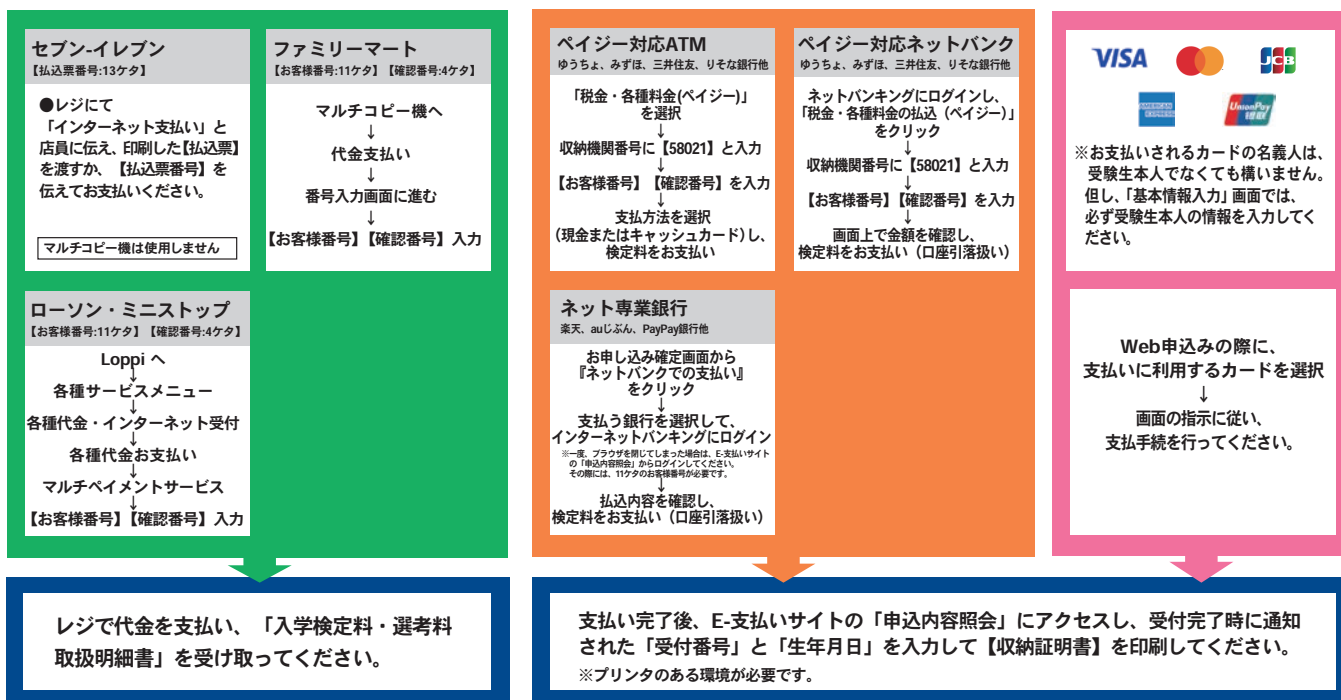 セブン-イレブン
【払込票番号:13ケタ】
●レジにて
「インターネット支払い」と
店員に伝え、印刷した【払込票】
を渡すか、【払込票番号】を
伝えてお支払いください。
マルチコピー機は使用しません
ファミリーマート
【お客様番号:11ケタ】【確認番号:4ケタ】
マルチコピー機へ
↓
代金支払い
↓
番号入力画面に進む
↓
【お客様番号】【確認番号】入力
ローソン・ミニストップ
【お客様番号:11ケタ】【確認番号:4ケタ】
Loppi へ
↓
各種サービスメニュー
↓
各種代金・インターネット受付
↓
各種代金お支払い
↓
マルチペイメントサービス
↓
【お客様番号】【確認番号】入力
レジで代金を支払い、「入学検定料・選考料
取扱明細書」を受け取ってください。
ペイジー対応ATM
ゆうちょ、みずほ、三井住友、りそな銀行他
「税金・各種料金(ペイジー)」
を選択
↓
収納機関番号に【58021】と入力
↓
【お客様番号】【確認番号】を入力
↓
支払方法を選択
(現金またはキャッシュカード)し、
検定料をお支払い
ペイジー対応ネットバンク
ゆうちょ、みずほ、三井住友、りそな銀行他
ネットバンキングにログインし、
「税金・各種料金の払込（ペイジー）」
をクリック
↓
収納機関番号に【58021】と入力
↓
【お客様番号】【確認番号】を入力
↓
画面上で金額を確認し、
検定料をお支払い（口座引落扱い）
ネット専業銀行
楽天、auじぶん、PayPay銀行他
お申し込み確定画面から
『ネットバンクでの支払い』
をクリック
↓
支払う銀行を選択して、
インターネットバンキングにログイン
※一度、ブラウザを閉じてしまった場合は、E-支払いサイト
の「申込内容照会」からログインしてください。
その際には、11ケタのお客様番号が必要です。
↓
払込内容を確認し、
検定料をお支払い（口座引落扱い）
VISA
JCB
AMERICAN EXPRESS
UnionPay 银联
※お支払いされるカードの名義人は、
受験生本人でなくても構いません。
但し、「基本情報入力」画面では、
必ず受験生本人の情報を入力してく
ださい。
Web申込みの際に、
支払いに利用するカードを選択
↓
画面の指示に従い、
支払手続を行ってください。
支払い完了後、E-支払いサイトの「申込内容照会」にアクセスし、受付完了時に通知
された「受付番号」と「生年月日」を入力して【収納証明書】を印刷してください。
※プリンタのある環境が必要です。